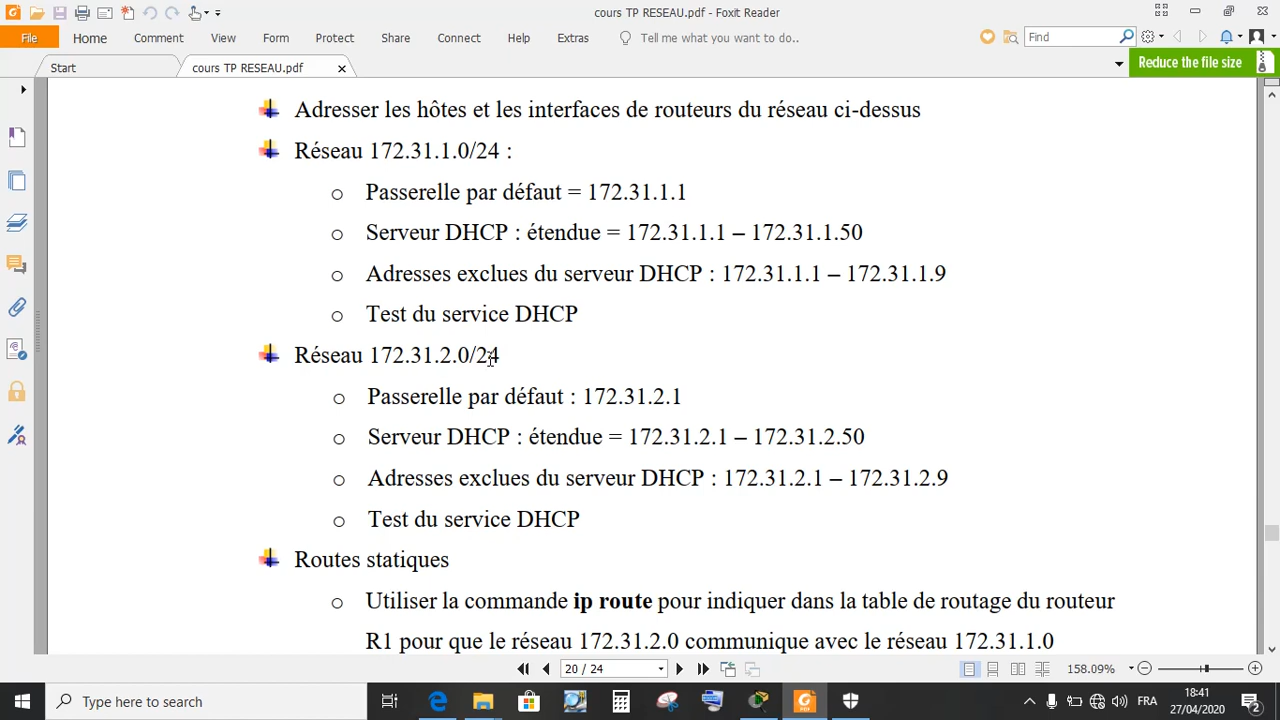 cours TP RESEAU.pdf - Foxit Reader
File Home Comment View Form Protect Share Connect Help Extras Tell me what you want to do.. Find
Start cours TP RESEAU.pdf Reduce the file size
Adresser les hôtes et les interfaces de routeurs du réseau ci-dessus
Réseau 172.31.1.0/24 :
o Passerelle par défaut = 172.31.1.1
o Serveur DHCP : étendue = 172.31.1.1 – 172.31.1.50
o Adresses exclues du serveur DHCP : 172.31.1.1 – 172.31.1.9
o Test du service DHCP
Réseau 172.31.2.0/24
o Passerelle par défaut : 172.31.2.1
o Serveur DHCP : étendue = 172.31.2.1 – 172.31.2.50
o Adresses exclues du serveur DHCP : 172.31.2.1 – 172.31.2.9
o Test du service DHCP
Routes statiques
o Utiliser la commande ip route pour indiquer dans la table de routage du routeur
R1 pour que le réseau 172.31.2.0 communique avec le réseau 172.31.1.0
20 / 24 158.09%
Type here to search FRA 18:41
27/04/2020 2